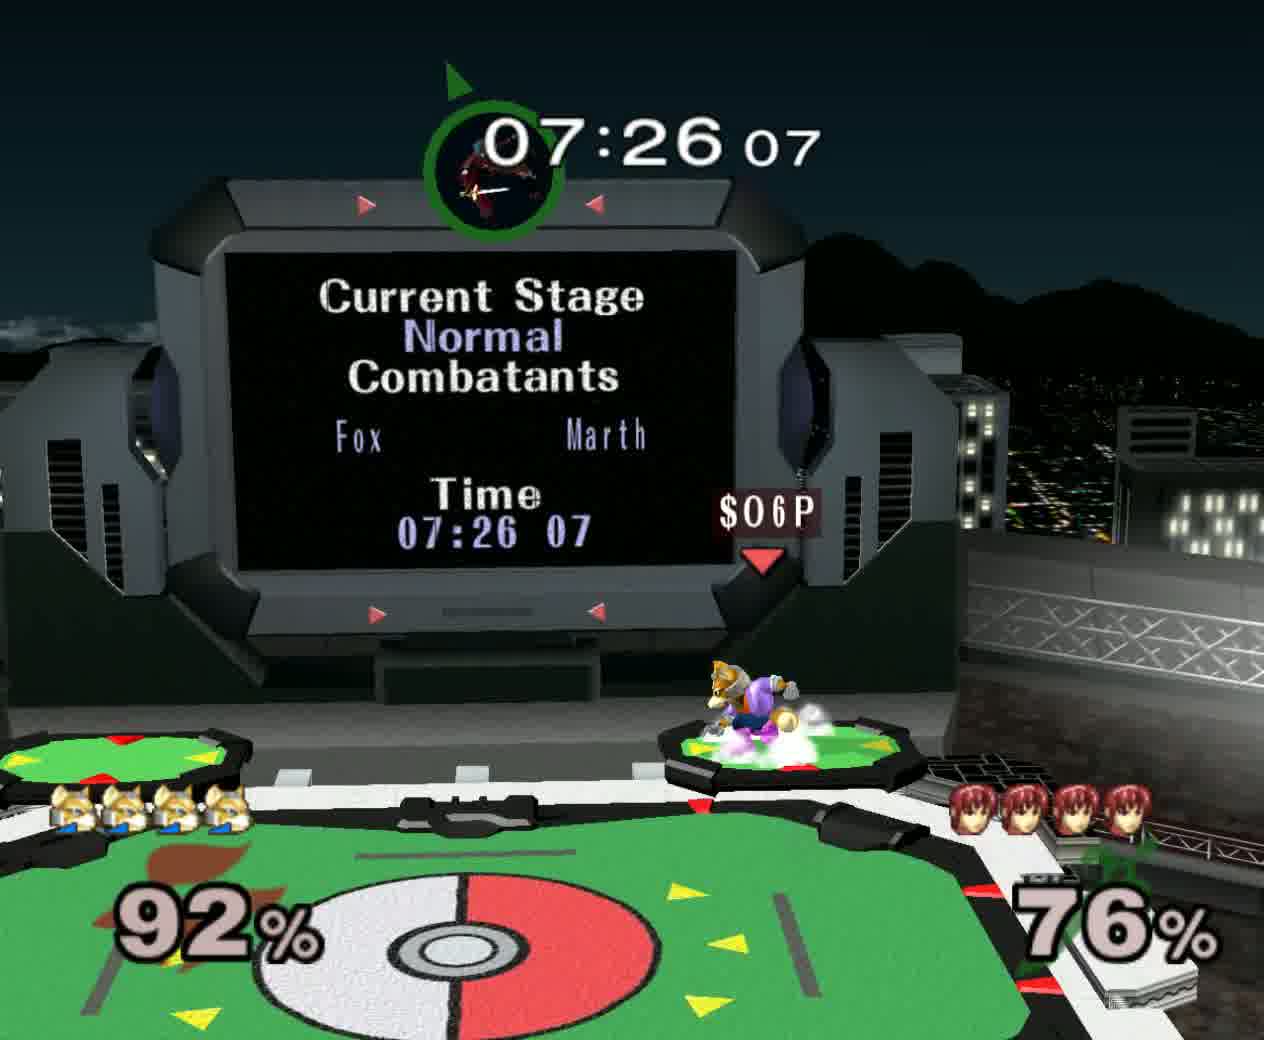 07:26 07
Current Stage
Normal
Combatants
Fox Marth
Time
07:26 07
$06P
92%
76%